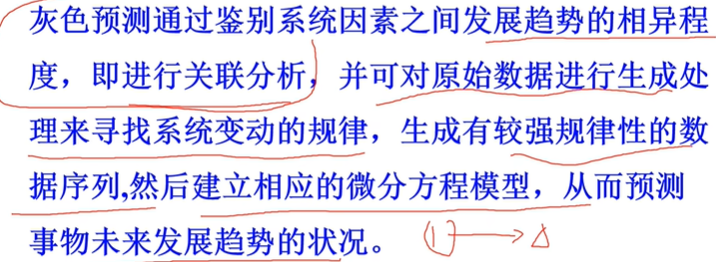 灰色预测通过鉴别系统因素之间发展趋势的相异程
度，即进行关联分析，并可对原始数据进行生成处
理来寻找系统变动的规律，生成有较强规律性的数
据序列,然后建立相应的微分方程模型，从而预测
事物未来发展趋势的状况。